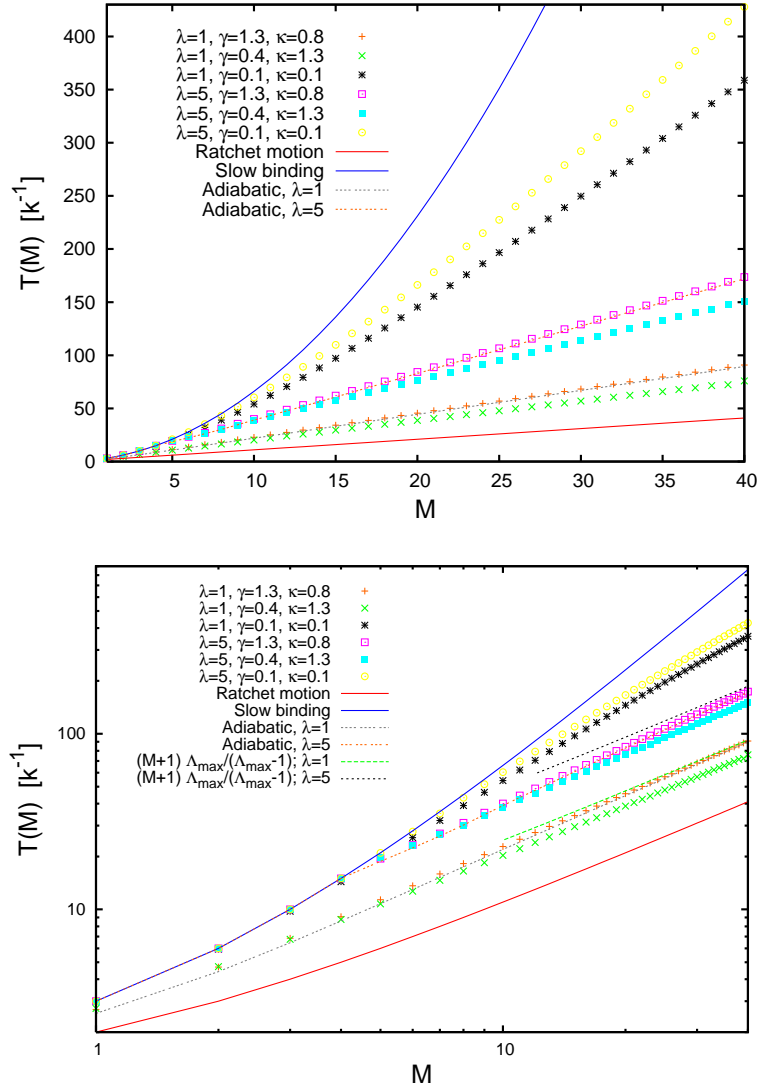 T(M) [k⁻¹]
400
350
300
250
200
150
100
50
0
λ=1, γ=1.3, κ=0.8
λ=1, γ=0.4, κ=1.3
λ=1, γ=0.1, κ=0.1
λ=5, γ=1.3, κ=0.8
λ=5, γ=0.4, κ=1.3
λ=5, γ=0.1, κ=0.1
Ratchet motion
Slow binding
Adiabatic, λ=1
Adiabatic, λ=5
5 10 15 20 25 30 35 40
M
T(M) [k⁻¹]
100
10
λ=1, γ=1.3, κ=0.8
λ=1, γ=0.4, κ=1.3
λ=1, γ=0.1, κ=0.1
λ=5, γ=1.3, κ=0.8
λ=5, γ=0.4, κ=1.3
λ=5, γ=0.1, κ=0.1
Ratchet motion
Slow binding
Adiabatic, λ=1
Adiabatic, λ=5
(M+1) Λmax/(Λmax-1); λ=1
(M+1) Λmax/(Λmax-1); λ=5
1 10
M